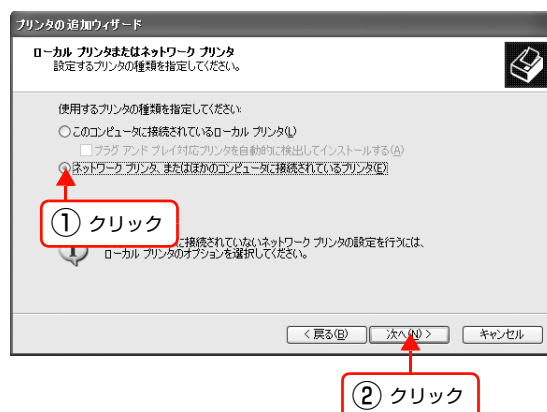 プリンタの追加ウィザード
ローカル プリンタまたはネットワーク プリンタ
設定するプリンタの種類を指定してください。
使用するプリンタの種類を指定してください:
このコンピュータに接続されているローカル プリンタ(L)
プラグ アンド プレイ対応プリンタを自動的に検出してインストールする(A)
ネットワーク プリンタ、またはほかのコンピュータに接続されているプリンタ(E)
① クリック
に接続されていないネットワーク プリンタの設定を行うには、
ローカル プリンタのオプションを選択してください。
< 戻る(B) 次へ(N) > キャンセル
② クリック